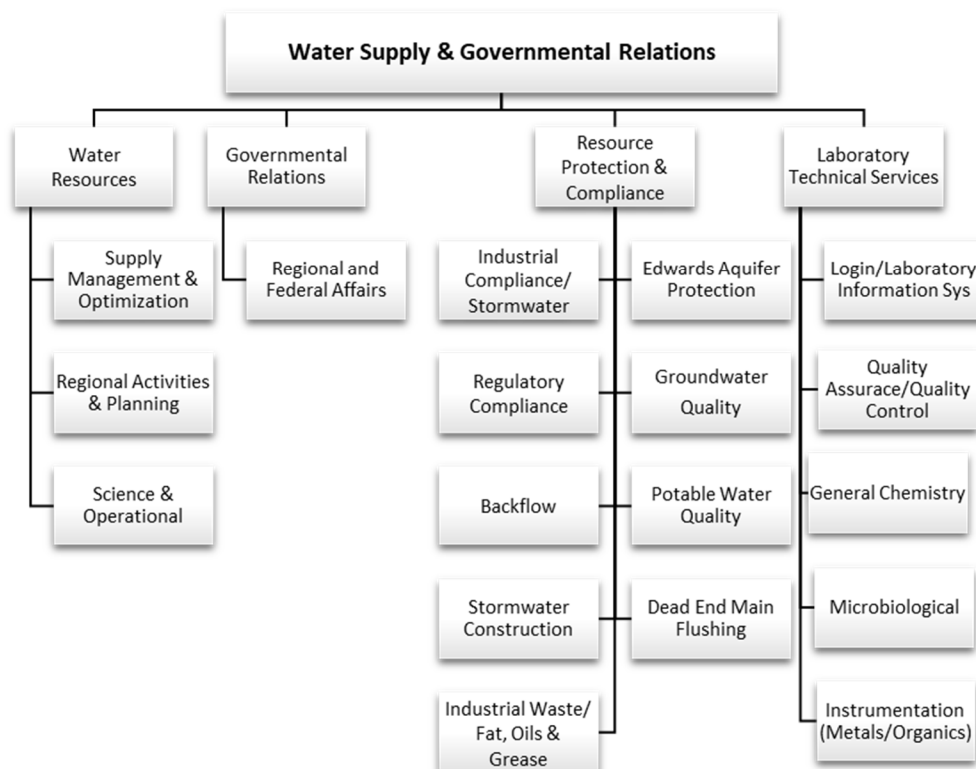 Water Supply & Governmental Relations
Water
Resources
Governmental
Relations
Resource
Protection &
Compliance
Laboratory
Technical Services
Supply
Management &
Optimization
Regional Activities
& Planning
Science &
Operational
Regional and
Federal Affairs
Industrial
Compliance/
Stormwater
Regulatory
Compliance
Backflow
Stormwater
Construction
Industrial Waste/
Fat, Oils &
Grease
Edwards Aquifer
Protection
Groundwater
Quality
Potable Water
Quality
Dead End Main
Flushing
Login/Laboratory
Information Sys
Quality
Assurace/Quality
Control
General Chemistry
Microbiological
Instrumentation
(Metals/Organics)